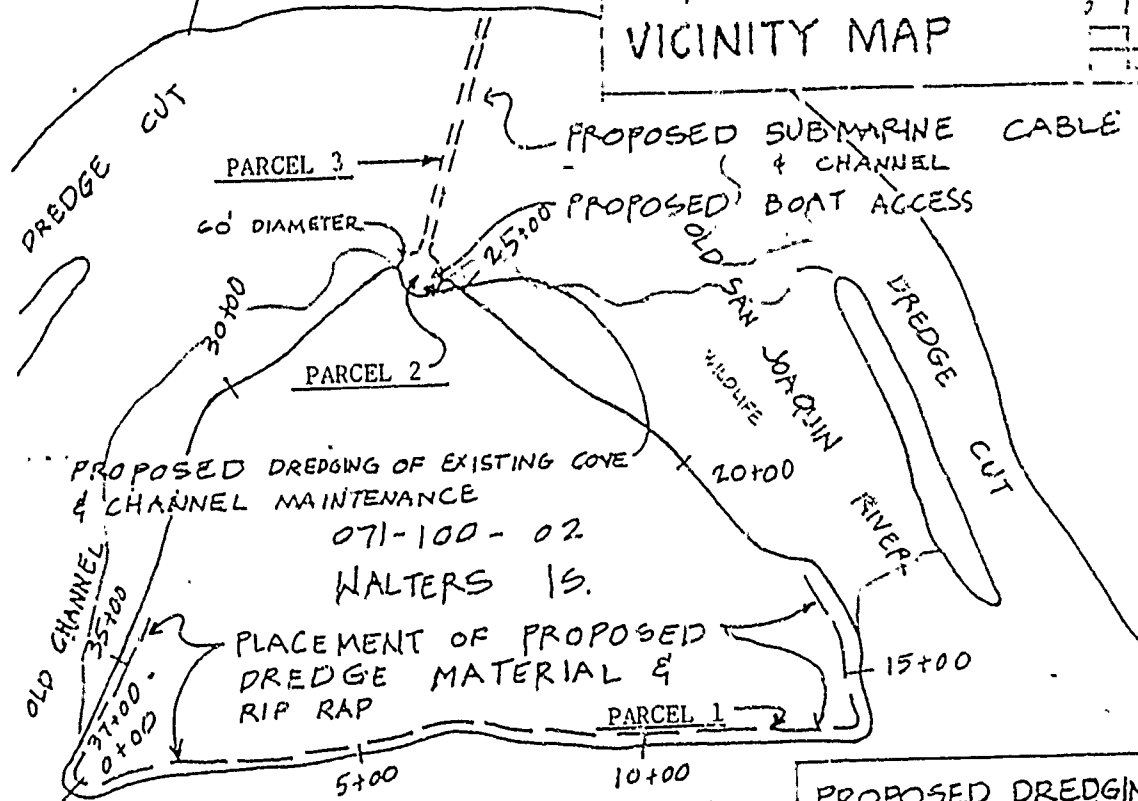 VICINITY MAP
DREDGE CUT
PROPOSED SUBMARINE CABLE
& CHANNEL
PARCEL 3
PROPOSED BOAT ACCESS
60' DIAMETER
25+00
OLD SAN JOAQUIN RIVER
DREDGE CUT
30+00
PARCEL 2
WILDLIFE
PROPOSED DREDGING OF EXISTING COVE
& CHANNEL MAINTENANCE
20+00
071-100-02
WALTERS IS.
OLD CHANNEL
35+00
PLACEMENT OF PROPOSED
DREDGE MATERIAL &
RIP RAP
15+00
PARCEL 1
37+00
0+00
5+00
10+00
PROPOSED DREDGIN